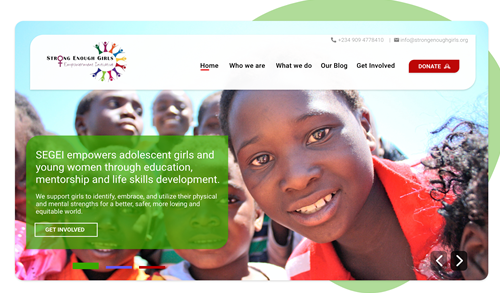 +234 909 4778410 | info@strongenoughgirls.org
STRONG ENOUGH GIRLS
Empowerment Initiative
Home Who we are What we do Our Blog Get Involved DONATE
SEGEI empowers adolescent girls and
young women through education,
mentorship and life skills development.
We support girls to identify, embrace, and utilize their physical
and mental strengths for a better, safer, more loving and
equitable world.
GET INVOLVED